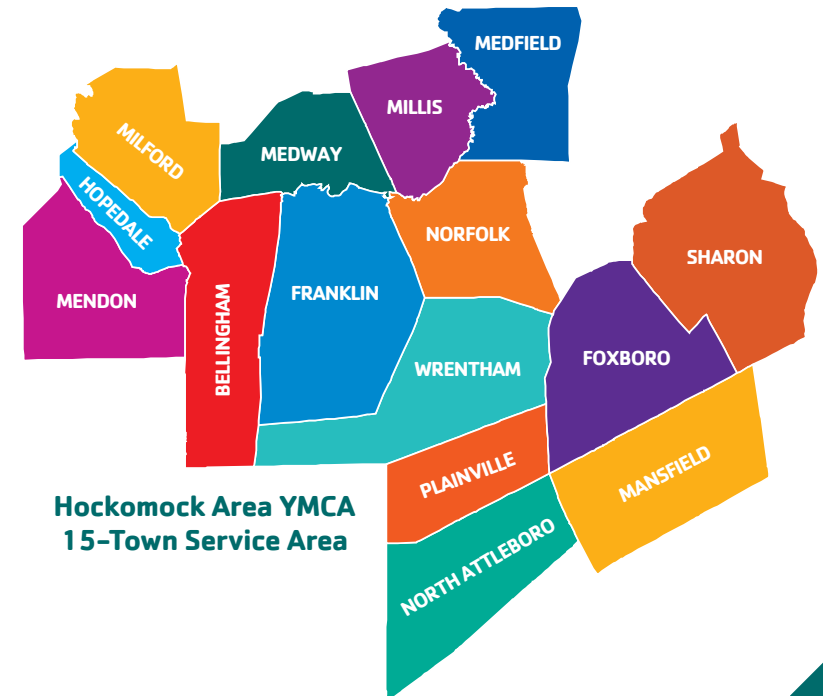 MEDFIELD
MILLIS
MILFORD
MEDWAY
HOPEDALE
NORFOLK
SHARON
MENDON
FRANKLIN
BELLINGHAM
FOXBORO
WRENTHAM
PLAINVILLE
MANSFIELD
Hockomock Area YMCA
15-Town Service Area
NORTH ATTLEBORO